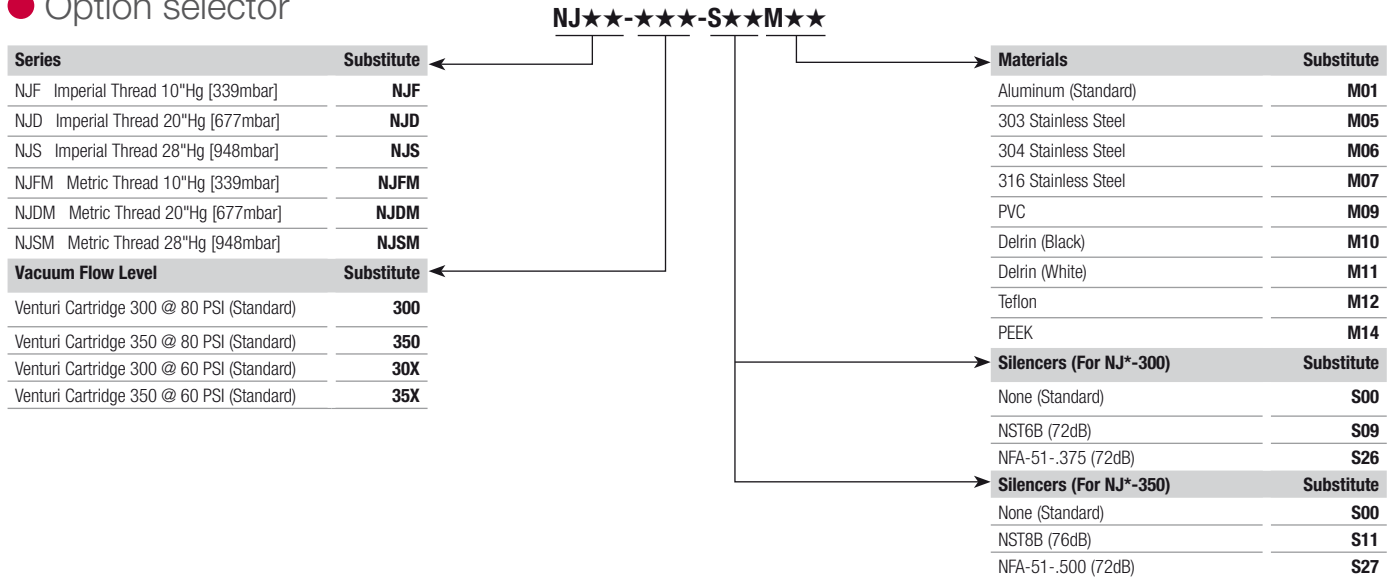 Option selector
NJ★★-★★★-S★★M★★
Series Substitute
NJF Imperial Thread 10"Hg [339mbar] NJF
NJD Imperial Thread 20"Hg [677mbar] NJD
NJS Imperial Thread 28"Hg [948mbar] NJS
NJFM Metric Thread 10"Hg [339mbar] NJFM
NJDM Metric Thread 20"Hg [677mbar] NJDM
NJSM Metric Thread 28"Hg [948mbar] NJSM
Vacuum Flow Level Substitute
Venturi Cartridge 300 @ 80 PSI (Standard) 300
Venturi Cartridge 350 @ 80 PSI (Standard) 350
Venturi Cartridge 300 @ 60 PSI (Standard) 30X
Venturi Cartridge 350 @ 60 PSI (Standard) 35X
Materials Substitute
Aluminum (Standard) M01
303 Stainless Steel M05
304 Stainless Steel M06
316 Stainless Steel M07
PVC M09
Delrin (Black) M10
Delrin (White) M11
Teflon M12
PEEK M14
Silencers (For NJ*-300) Substitute
None (Standard) S00
NST6B (72dB) S09
NFA-51-.375 (72dB) S26
Silencers (For NJ*-350) Substitute
None (Standard) S00
NST8B (76dB) S11
NFA-51-.500 (72dB) S27